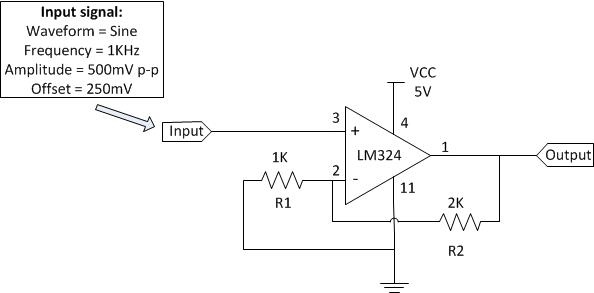 Input signal:
Waveform = Sine
Frequency = 1KHz
Amplitude = 500mV p-p
Offset = 250mV
VCC
5V
3
4
Input
+
1K
LM324
1
Output
2
-
11
R1
2K
R2